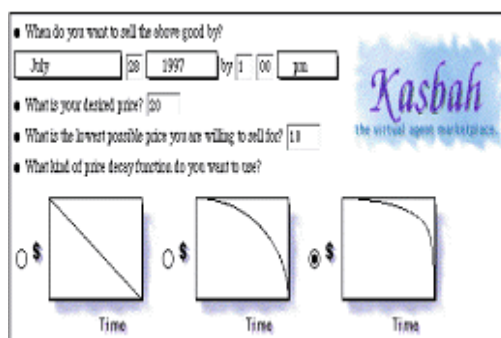 When do you want to sell the above good by?
July 28 1997 by 1 00 pm
What is your desired price? 20
What is the lowest possible price you are willing to sell for? 10
What kind of price decay function do you want to use?
Kasbah
the virtual agent marketplace.
$ $ $
Time Time Time